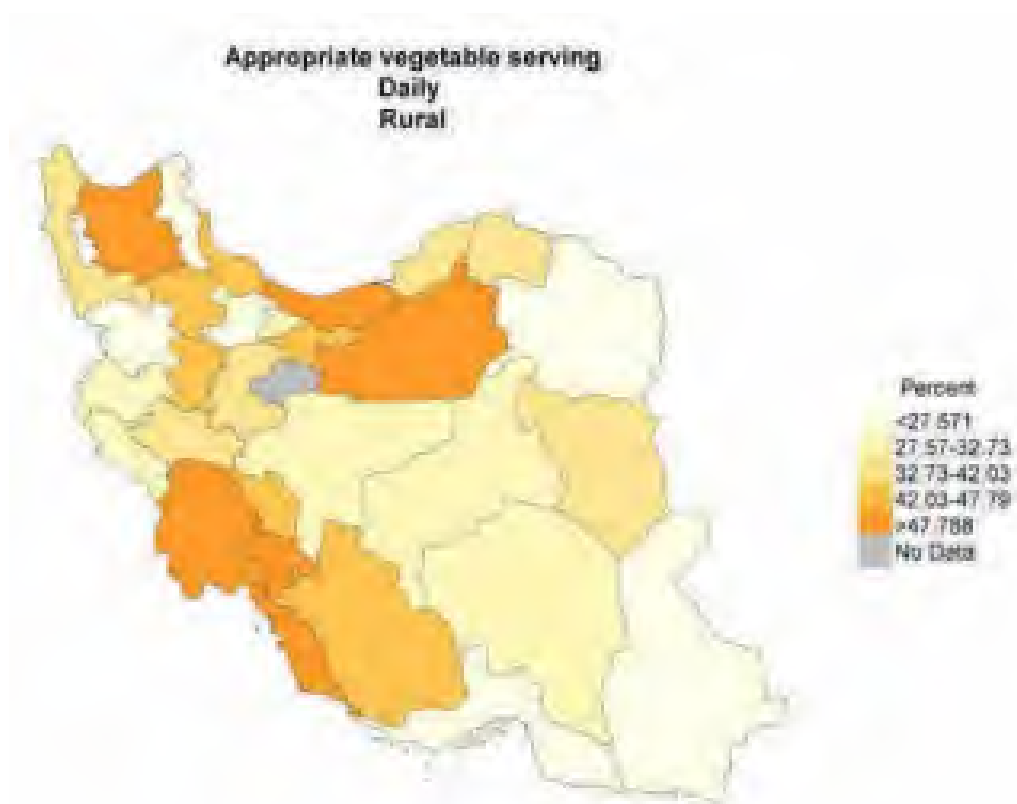 Appropriate vegetable serving
Daily
Rural
Percent
<27.571
27.57-32.73
32.73-42.03
42.03-47.79
>47.788
No Data